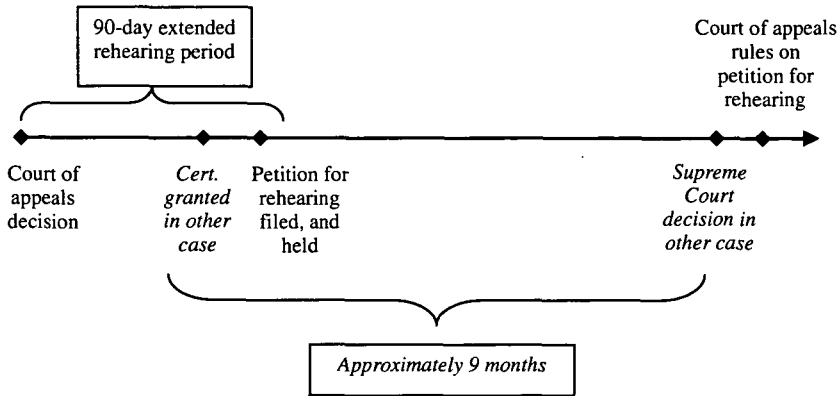 90-day extended
rehearing period
Court of appeals
rules on
petition for
rehearing
Court of
appeals
decision
Cert.
granted
in other
case
Petition for
rehearing
filed, and
held
Supreme
Court
decision in
other case
Approximately 9 months